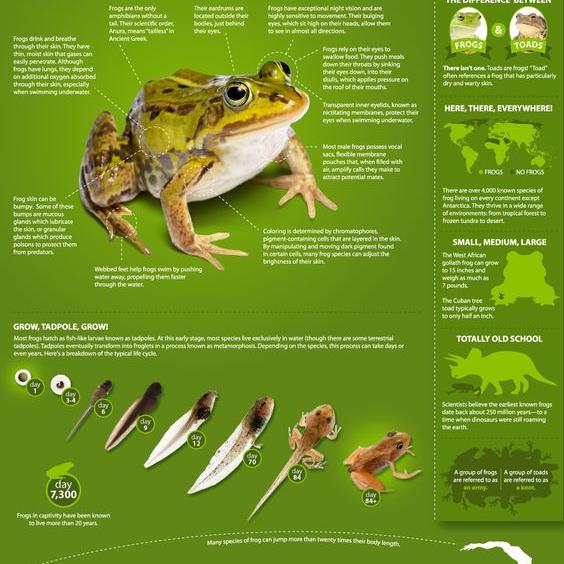 Frogs are the only
amphibians without a
tail. Their scientific order,
Anura, means "tailless" in
Ancient Greek.
Their eardrums are
located outside their
bodies, just behind
their eyes.
Frogs have exceptional night vision and are
highly sensitive to movement. Their bulging
eyes, which sit high on their heads, allow them
to see in almost all directions.
Frogs drink and breathe
through their skin. They have
thin, moist skin that gases can
easily penetrate. Although
Frogs have lungs, they depend
on additional oxygen absorbed
through their skin, especially
when swimming underwater.
Frogs rely on their eyes to
swallow food. They push meals
down their throats by sinking
their eyes down, into their
skulls, which applies pressure on
the roof of their mouths.
Transparent inner eyelids, known as
nictitating membranes, protect their
eyes when swimming underwater.
Most male frogs possess vocal
sacs, flexible membrane
pouches that, when filled with
air, amplify calls they make to
attract potential mates.
Frog skin can be
bumpy. Some of these
bumps are mucous
glands which lubricate
the skin, or granular
glands which produce
poisons to protect them
from predators.
Webbed feet help frogs swim by pushing
water away, propelling them faster
through the water.
Coloring is determined by chromatophores,
pigment-containing cells that are layered in the skin.
By manipulating and moving dark pigment found
in certain cells, many frog species can adjust the
brightness of their skin.
GROW, TADPOLE, GROW!
Most frogs hatch as fish-like larvae known as tadpoles. At this early stage, most species live exclusively in water (though there are some terrestrial
tadpoles). Tadpoles eventually transform into froglets in a process known as metamorphosis. Depending on the species, this process can take days or
even years. Here's a breakdown of the typical life cycle.
day
1
day
3-4
day
6
day
9
day
12
day
70
day
84
day
84+
day
7,300
Frogs in captivity have been known
to live more than 20 years.
Many species of frog can jump more than twenty times their body length,
THE DIFFERENCE BETWEEN
FROGS & TOADS
There isn't one. Toads are frogs! "Toad"
often references a frog that has particularly
dry and warty skin.
HERE, THERE, EVERYWHERE!
FROGS NO FROGS
There are over 4,000 known species of
frog living on every continent except
Antarctica. They thrive in a wide range
of environments: from tropical forest to
frozen tundra to desert.
SMALL, MEDIUM, LARGE
The West African
goliath frog can grow
to 15 inches and
weigh as much as
7 pounds.
The Cuban tree
toad typically grows
to only half an inch.
TOTALLY OLD SCHOOL
Scientists believe the earliest known frogs
date back about 250 million years—to a
time when dinosaurs were still roaming
the earth.
A group of frogs
are referred to as
an army.
A group of toads
are referred to as
a knot.